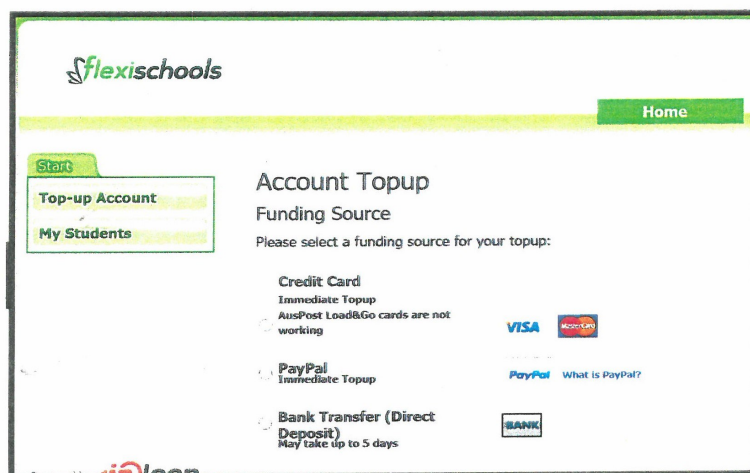 flexischools
Home
Start
Top-up Account
My Students
Account Topup
Funding Source
Please select a funding source for your topup:
Credit Card
Immediate Topup
AusPost Load&Go cards are not
working
VISA
MasterCard
PayPal
Immediate Topup
PayPal What is PayPal?
Bank Transfer (Direct
Deposit)
May take up to 5 days
BANK